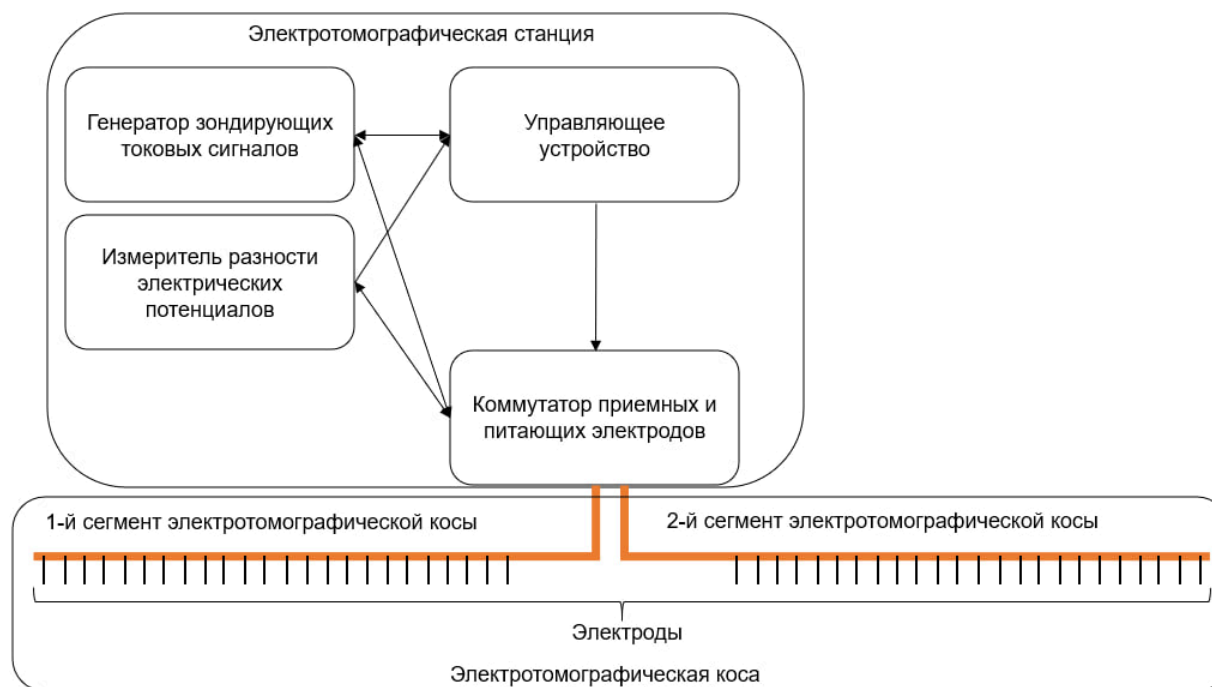 Электротомографическая станция
Генератор зондирующих
токовых сигналов
Управляющее
устройство
Измеритель разности
электрических
потенциалов
Коммутатор приемных и
питающих электродов
1-й сегмент электротомографической косы
2-й сегмент электротомографической косы
Электроды
Электротомографическая коса